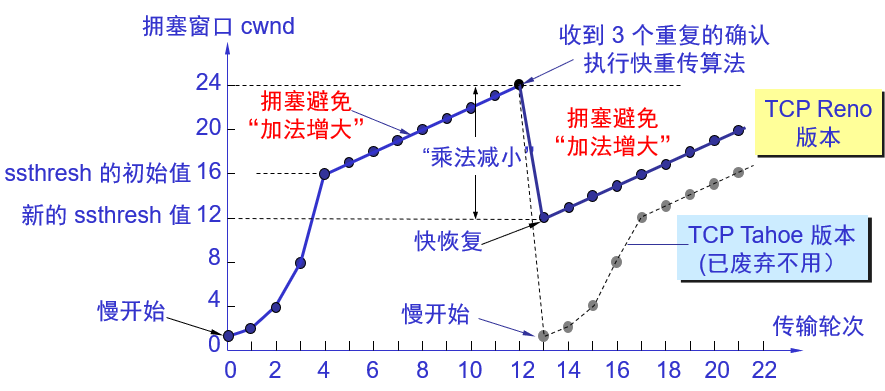 拥塞窗口 cwnd
收到 3 个重复的确认
执行快重传算法
24
拥塞避免
“加法增大”
拥塞避免
“加法增大”
TCP Reno
版本
20
“乘法减小”
ssthresh 的初始值 16
新的 ssthresh 值 12
快恢复
TCP Tahoe 版本
(已废弃不用）
8
4
慢开始
慢开始
传输轮次
0
0 2 4 6 8 10 12 14 16 18 20 22